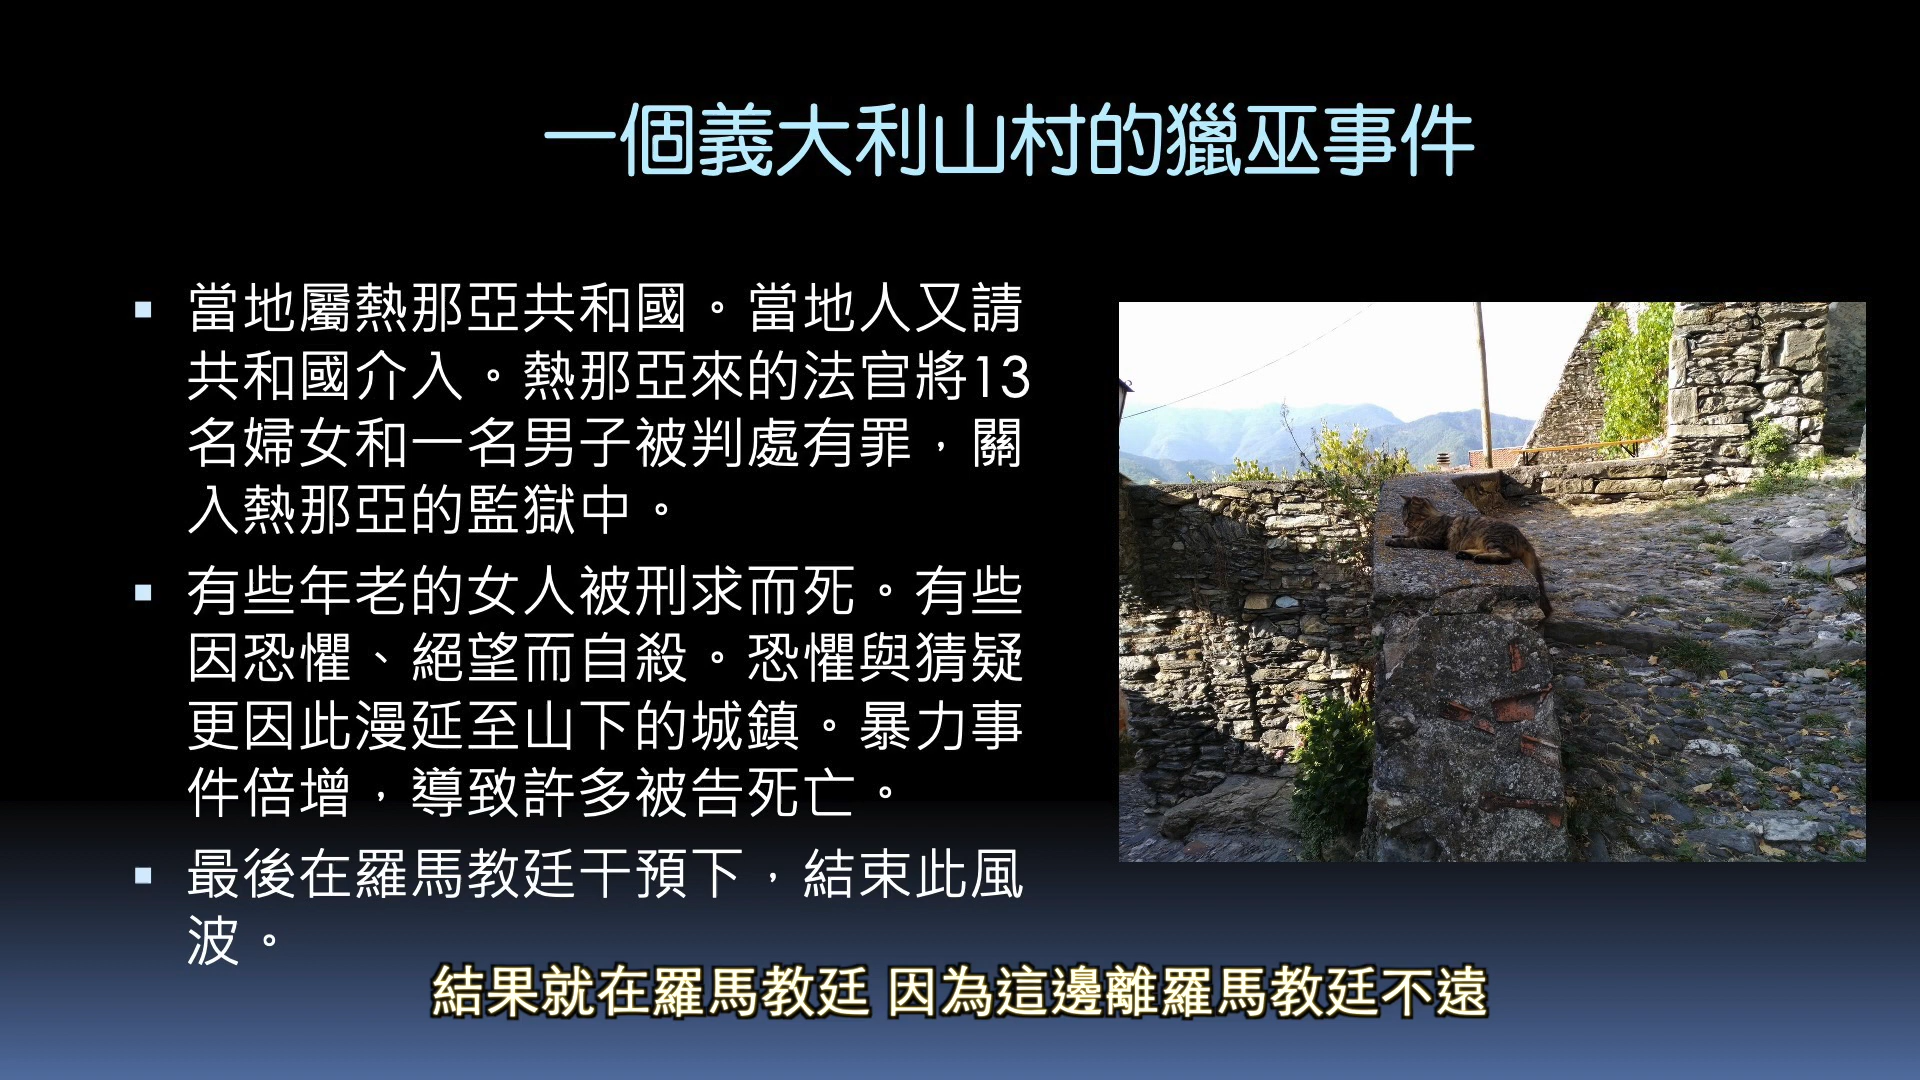 一個義大利山村的獵巫事件
當地屬熱那亞共和國。當地人又請
共和國介入。熱那亞來的法官將13
名婦女和一名男子被判處有罪，關
入熱那亞的監獄中。
有些年老的女人被刑求而死。有些
因恐懼、絕望而自殺。恐懼與猜疑
更因此漫延至山下的城鎮。暴力事
件倍增，導致許多被告死亡。
最後在羅馬教廷干預下，結束此風
波。
結果就在羅馬教廷 因為這邊離羅馬教廷不遠